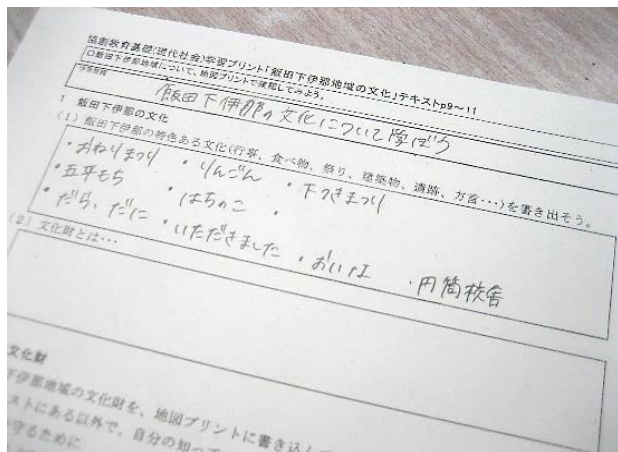 協創教育基礎(現代社会)学習プリント「飯田下伊那地域の文化」テキストp9～11
○飯田下伊那地域について、地図プリントで確認してみよう。
学習課題
飯田下伊那の文化について学ぼう
1 飯田下伊那の文化
(1)飯田下伊那の特色ある文化(行事、食べ物、祭り、建築物、遺跡、方言・・・)を書き出そう。
・おねりまつり ・りんごん ・下つきまつり
・五平もち ・はちのこ ・
・だら、だに ・いただきました ・おいでな ・円筒校舎
(2)文化財とは・・・
文化財
下伊那地域の文化財を、地図プリントに書き込んで
ストにある以外で、自分の知って
守るために